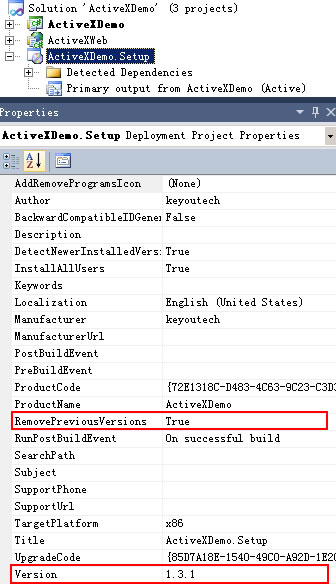 Solution 'ActiveXDemo' (3 projects)
ActiveXDemo
ActiveXWeb
ActiveXDemo.Setup
Detected Dependencies
Primary output from ActiveXDemo (Active)
Properties
ActiveXDemo.Setup Deployment Project Properties
AddRemoveProgramsIcon (None)
Author keyoutech
BackwardCompatibleIDGener False
Description
DetectNewerInstalledVers: True
InstallAllUsers True
Keywords
Localization English (United States)
Manufacturer keyoutech
ManufacturerUrl
PostBuildEvent
PreBuildEvent
ProductCode {72E1318C-D483-4C63-9C23-C3D3
ProductName ActiveXDemo
RemovePreviousVersions True
RunPostBuildEvent On successful build
SearchPath
Subject
SupportPhone
SupportUrl
TargetPlatform x86
Title ActiveXDemo.Setup
UpgradeCode {85D7A18E-1540-49C0-A92D-1E20
Version 1.3.1